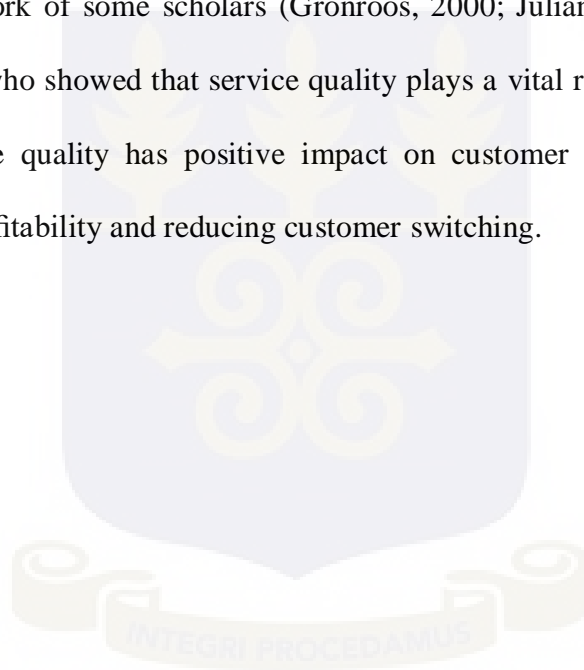 ork of some scholars (Gronroos, 2000; Julian
who showed that service quality plays a vital r
e quality has positive impact on customer
fitability and reducing customer switching.
INTEGRI PROCEDAMUS